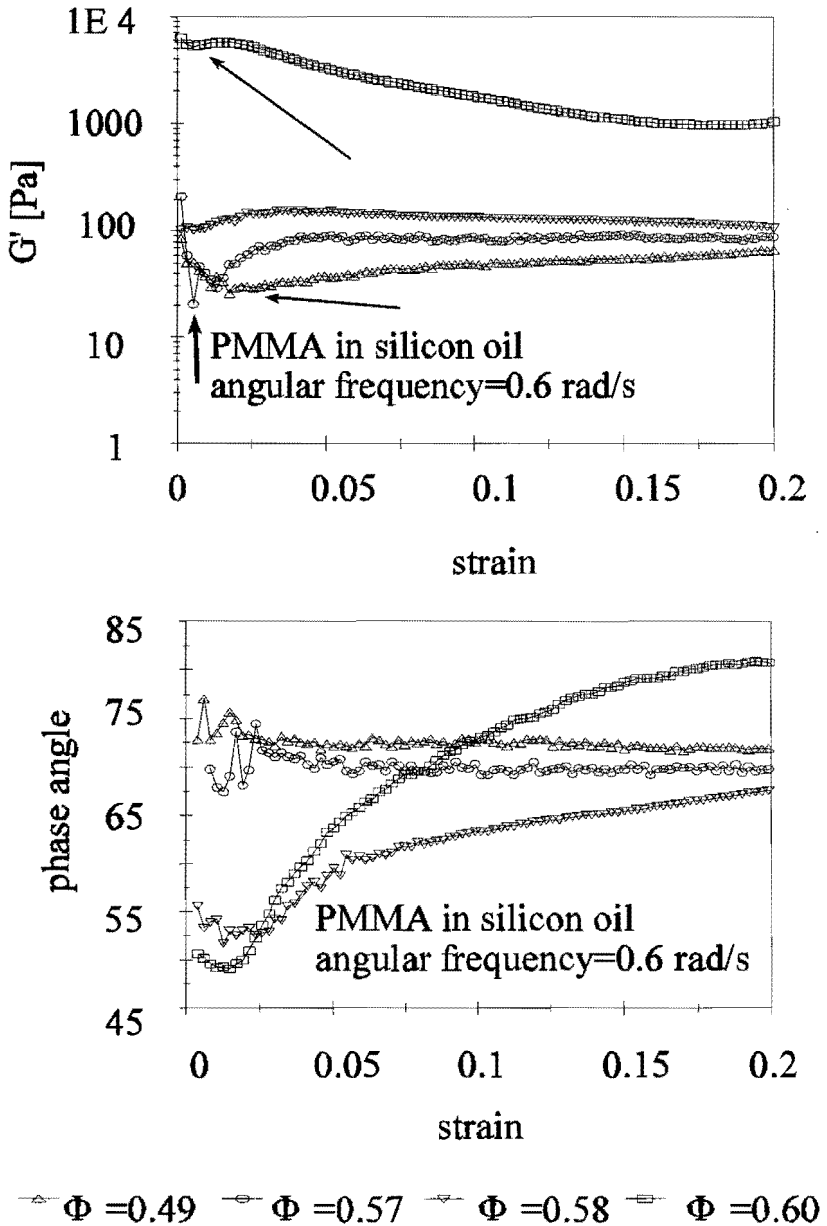 1E 4
1000
100
10
1
G' [Pa]
PMMA in silicon oil
angular frequency=0.6 rad/s
0 0.05 0.1 0.15 0.2
strain
85
75
65
55
45
phase angle
PMMA in silicon oil
angular frequency=0.6 rad/s
0 0.05 0.1 0.15 0.2
strain
Φ =0.49 Φ =0.57 Φ =0.58 Φ =0.60